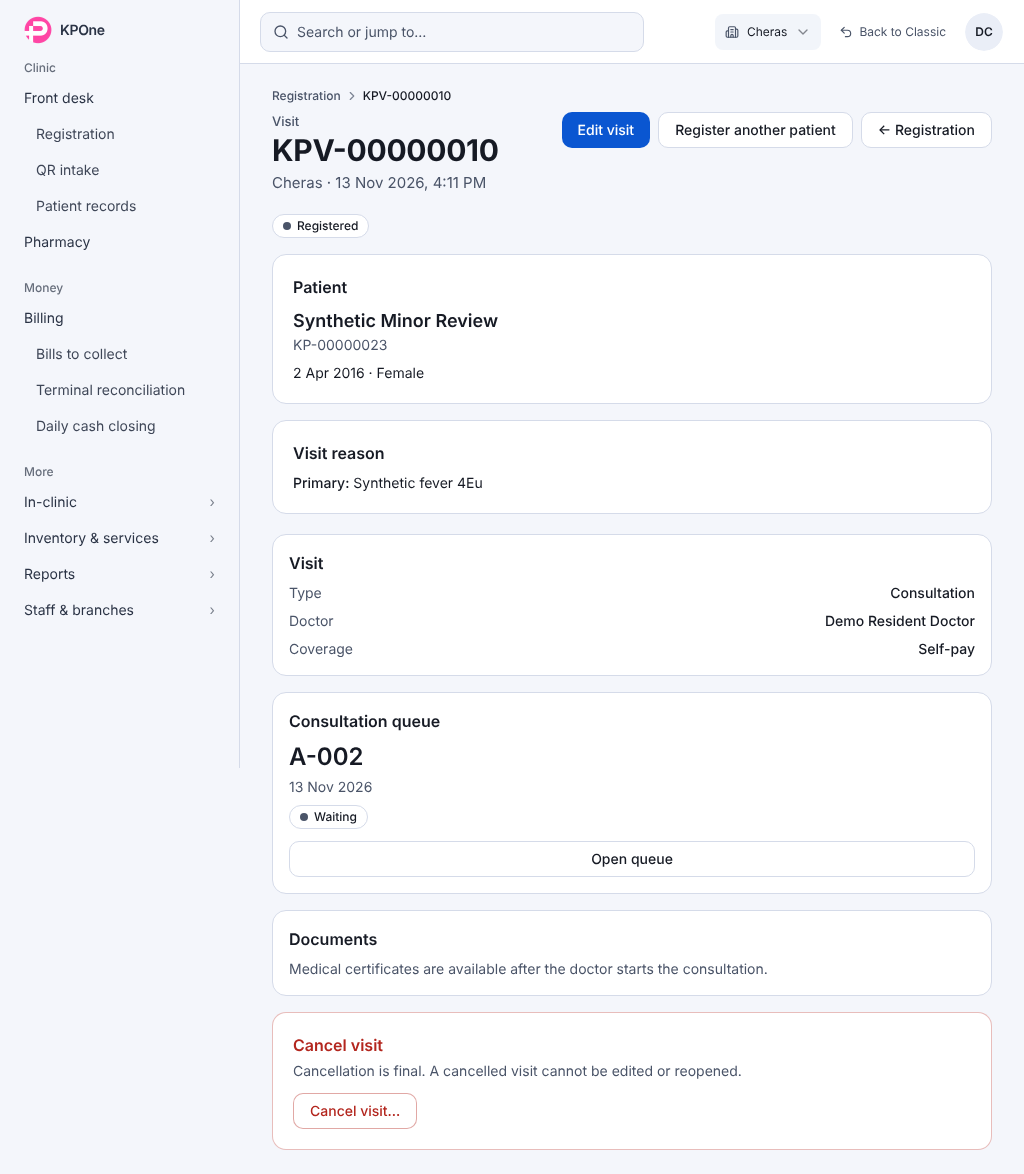 KPOne
Clinic
Front desk
Registration
QR intake
Patient records
Pharmacy
Money
Billing
Bills to collect
Terminal reconciliation
Daily cash closing
More
In-clinic
Inventory & services
Reports
Staff & branches
Search or jump to...
Cheras
Back to Classic
DC
Registration > KPV-00000010
Visit
KPV-00000010
Cheras · 13 Nov 2026, 4:11 PM
Edit visit
Register another patient
← Registration
Registered
Patient
Synthetic Minor Review
KP-00000023
2 Apr 2016 · Female
Visit reason
Primary: Synthetic fever 4Eu
Visit
Type Consultation
Doctor Demo Resident Doctor
Coverage Self-pay
Consultation queue
A-002
13 Nov 2026
Waiting
Open queue
Documents
Medical certificates are available after the doctor starts the consultation.
Cancel visit
Cancellation is final. A cancelled visit cannot be edited or reopened.
Cancel visit...